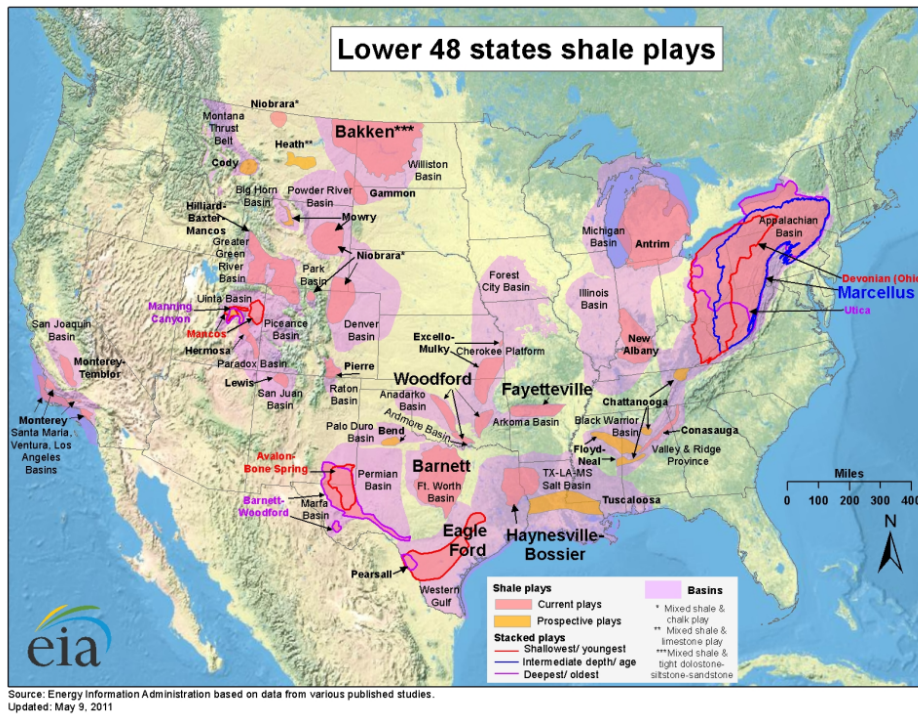 Lower 48 states shale plays
Niobrara*
Montana
Thrust
Belt
Bakken***
Heath**
Cody
Williston
Basin
Big Horn
Basin
Powder River
Basin
Gammon
Hilliard-
Baxter-
Mancos
Mowry
Michigan
Basin
Antrim
Appalachian
Basin
Greater
Green
River
Basin
Niobrara*
Park
Basin
Forest
City Basin
Devonian (Ohio
Marcellus
Utica
Uinta Basin
Manning
Canyon
Mancos
Illinois
Basin
San Joaquin
Basin
Piceance
Basin
Denver
Basin
Hermosa
Excello-
Mulky
Cherokee Platform
New
Albany
Monterey-
Temblor
Paradox Basin
Pierre
Lewis
San Juan
Basin
Raton
Basin
Woodford
Anadarko
Basin
Fayetteville
Chattanooga
Arkoma Basin
Monterey
Santa Maria,
Ventura, Los
Angeles
Basins
Palo Duro
Basin
Bend
Ardmore Basin
Black Warrior
Basin
Conasauga
Floyd-
Neal
Valley & Ridge
Province
Avalon-
Bone Spring
Permian
Basin
Barnett
Ft. Worth
Basin
TX-LA-MS
Salt Basin
Tuscaloosa
Barnett-
Woodford
Marfa
Basin
Eagle
Ford
Haynesville-
Bossier
Pearsall
Western
Gulf
Miles
0 100 200 300 400
N
Shale plays
Current plays
Prospective plays
Stacked plays
Shallowest/ youngest
Intermediate depth/ age
Deepest/ oldest
Basins
* Mixed shale &
chalk play
** Mixed shale &
limestone play
***Mixed shale &
tight dolostone-
siltstone-sandstone
eia
Source: Energy Information Administration based on data from various published studies.
Updated: May 9, 2011